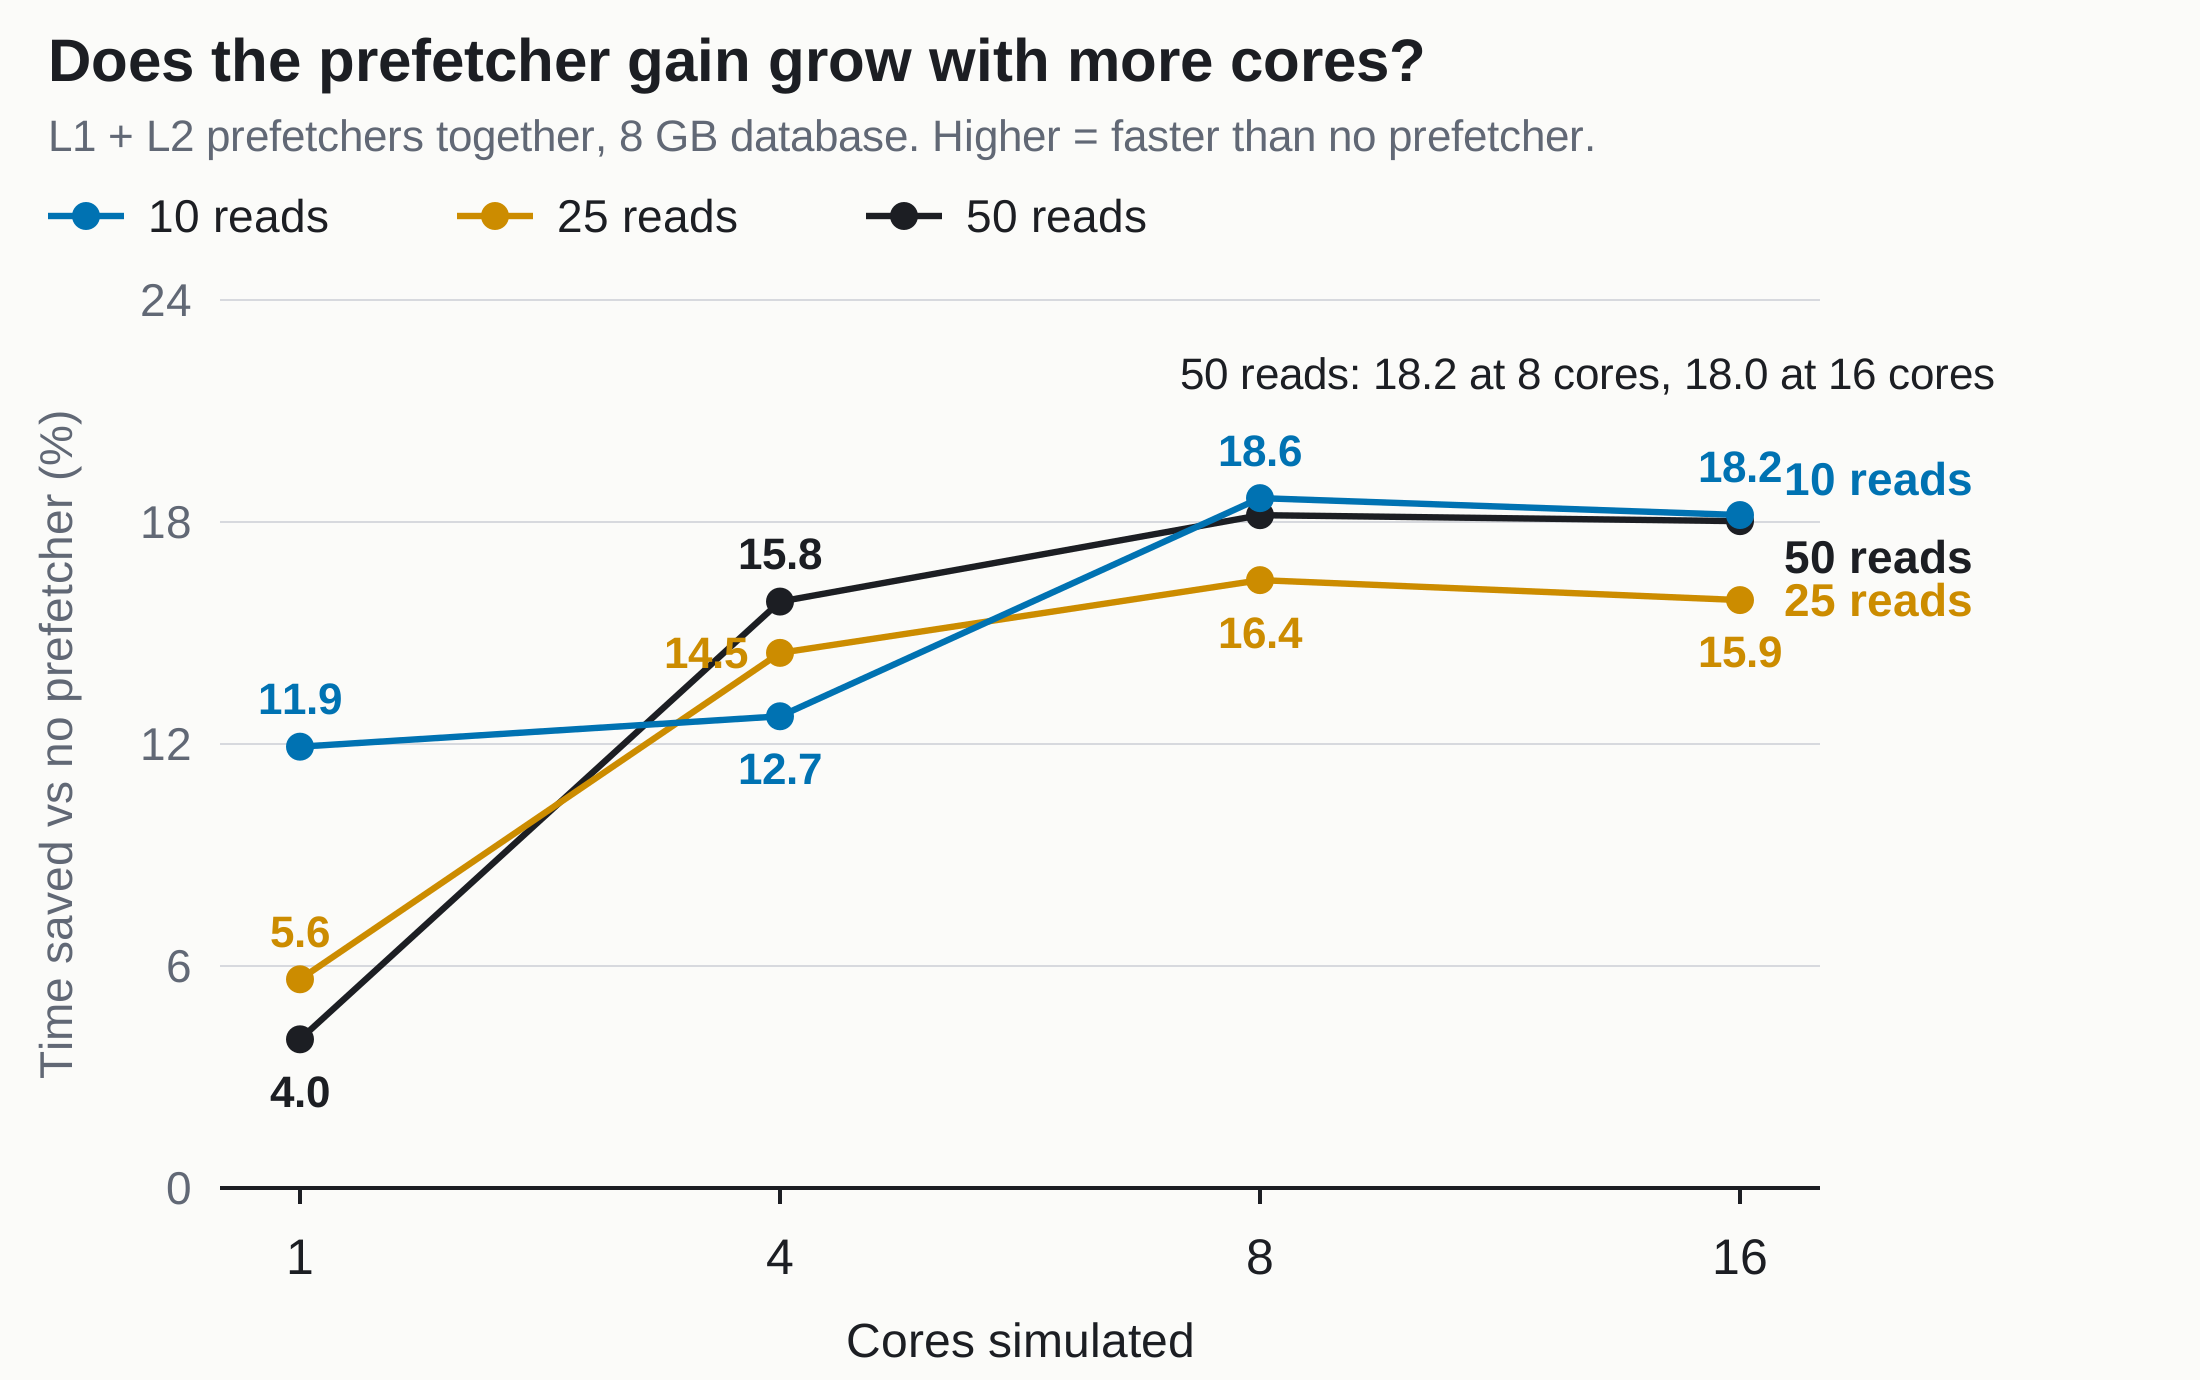 Does the prefetcher gain grow with more cores?
L1 + L2 prefetchers together, 8 GB database. Higher = faster than no prefetcher.
10 reads
25 reads
50 reads
24
50 reads: 18.2 at 8 cores, 18.0 at 16 cores
18.6
18.2
10 reads
18
15.8
50 reads
25 reads
14.5
16.4
15.9
11.9
12
12.7
5.6
6
4.0
0
1
4
8
16
Time saved vs no prefetcher (%)
Cores simulated